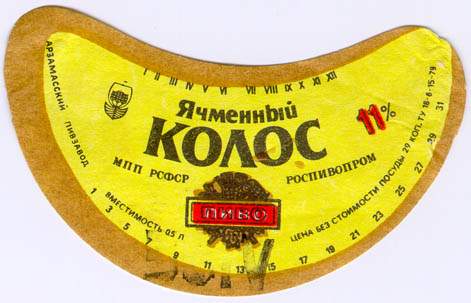 АРЗАМАССКИЙ ПИВЗАВОД
I II III IV V VI VII VIII IX X XI XII
Ячменный
КОЛОС
11%
МПП РСФСР
РОСПИВОПРОМ
ПИВО
ВМЕСТИМОСТЬ 0,5 Л
ЦЕНА БЕЗ СТОИМОСТИ ПОСУДЫ 29 КОП. ТУ 18-6-15-79
1 3 5 7 9 11 13 15 17 19 21 23 25 27 29 31